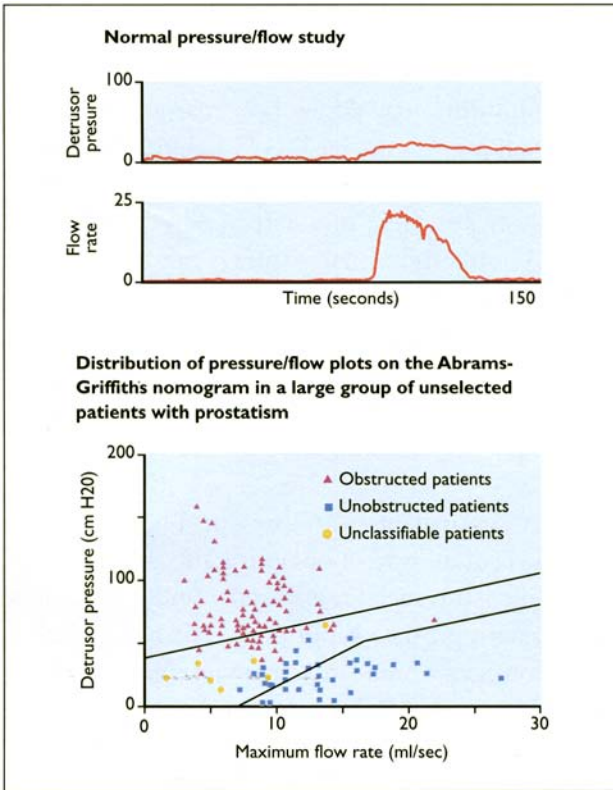 Normal pressure/flow study
100
Detrusor
presure
0
25
Flow
rate
0
Time (seconds)
150
Distribution of pressure/flow plots on the Abrams-
Griffiths nomogram in a large group of unselected
patients with prostatism
200
Obstructed patients
Unobstructed patients
Unclassifiable patients
Detrusor pressure (cm H20)
100
0
0
10
20
30
Maximum flow rate (ml/sec)